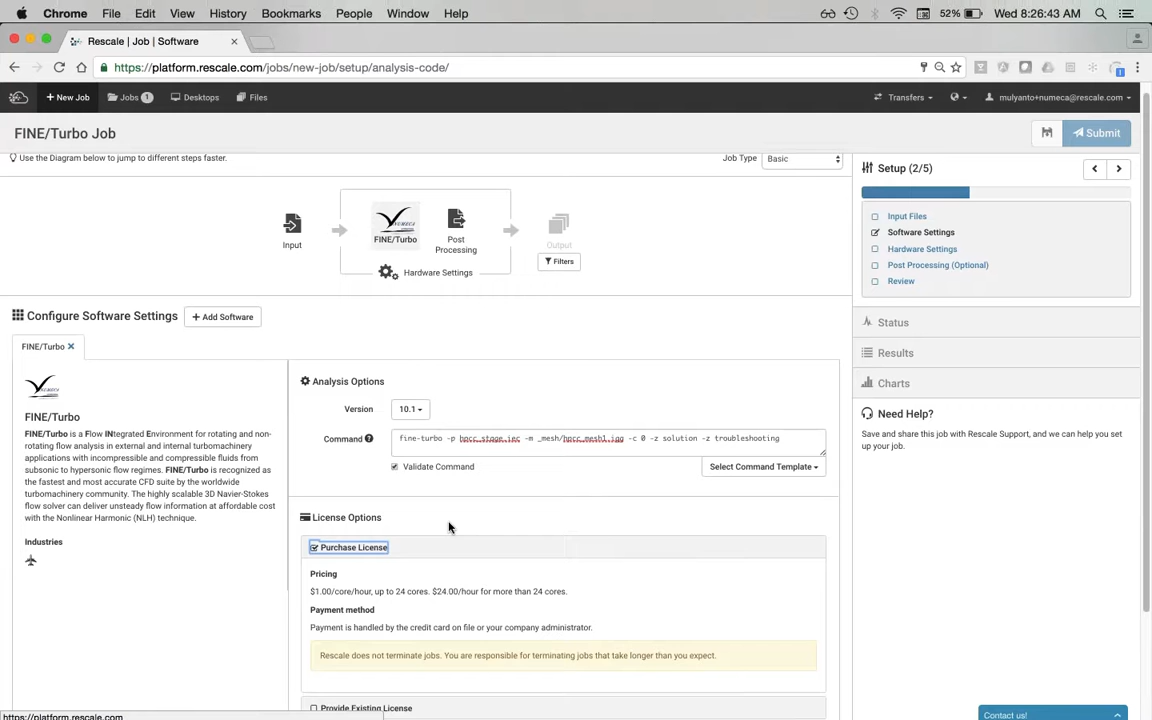 Chrome File Edit View History Bookmarks People Window Help 52% Wed 8:26:43 AM
Rescale | Job | Software
https://platform.rescale.com/jobs/new-job/setup/analysis-code/
+ New Job Jobs 1 Desktops Files Transfers mulyanto+numeca@rescale.com
FINE/Turbo Job Submit
Use the Diagram below to jump to different steps faster. Job Type Basic
Setup (2/5)
Input
FINE/Turbo
Post
Processing
Output
Filters
Hardware Settings
Input Files
Software Settings
Hardware Settings
Post Processing (Optional)
Review
Configure Software Settings + Add Software
Status
Results
Charts
Need Help?
Save and share this job with Rescale Support, and we can help you set
up your job.
FINE/Turbo
FINE/Turbo
FINE/Turbo is a Flow INtegrated Environment for rotating and non-
rotating flow analysis in external and internal turbomachinery
applications with incompressible and compressible fluids from
subsonic to hypersonic flow regimes. FINE/Turbo is recognized as
the fastest and most accurate CFD suite by the worldwide
turbomachinery community. The highly scalable 3D Navier-Stokes
flow solver can deliver unsteady flow information at affordable cost
with the Nonlinear Harmonic (NLH) technique.
Industries
Analysis Options
Version 10.1
Command fine-turbo -p hpcc_stage.iec -m _mesh/hpcc_mesh1.igg -c 0 -z solution -z troubleshooting
Validate Command Select Command Template
License Options
Purchase License
Pricing
$1.00/core/hour, up to 24 cores. $24.00/hour for more than 24 cores.
Payment method
Payment is handled by the credit card on file or your company administrator.
Rescale does not terminate jobs. You are responsible for terminating jobs that take longer than you expect.
Provide Existing License
https://platform.rescale.com
Contact us!